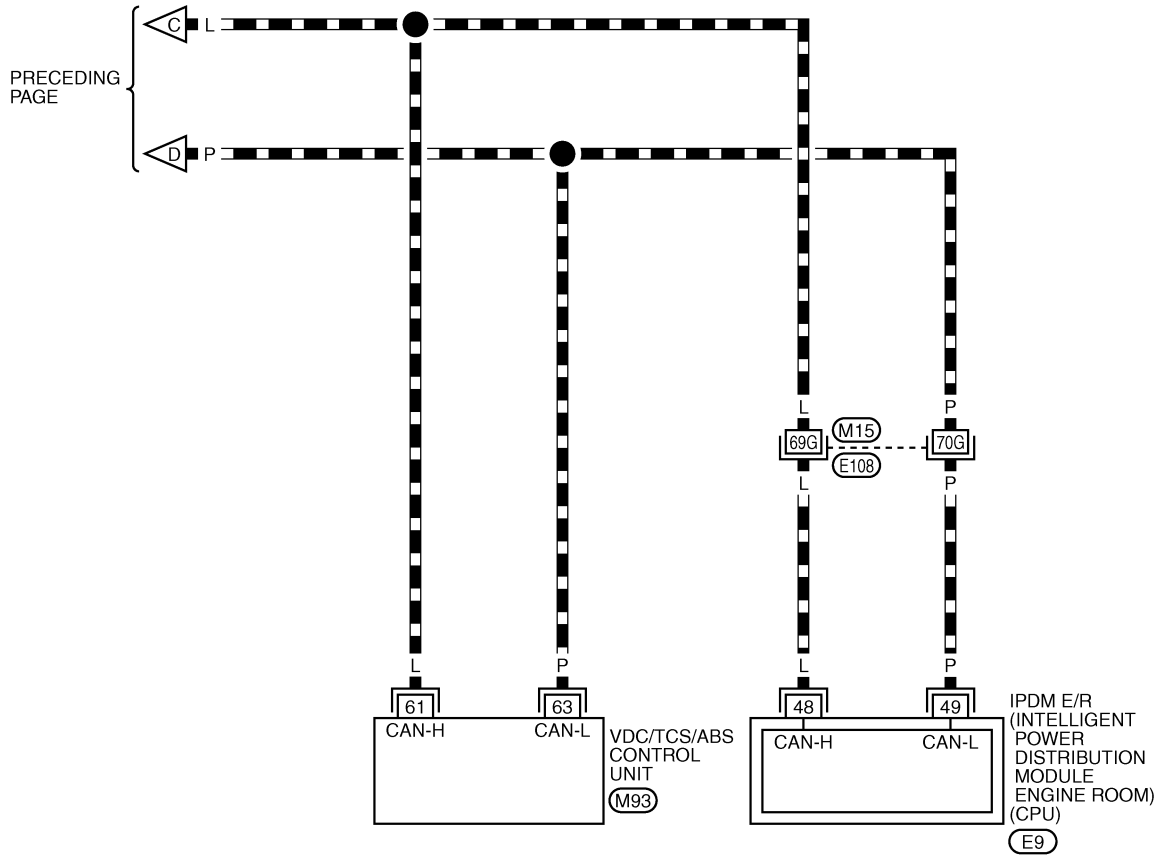 C L
PRECEDING
PAGE
D P
L P
69G M15 70G
E108
L P
L P L P
61 63 48 49
CAN-H CAN-L
CAN-H CAN-L
VDC/TCS/ABS
CONTROL
UNIT
M93
IPDM E/R
(INTELLIGENT
POWER
DISTRIBUTION
MODULE
ENGINE ROOM)
(CPU)
E9